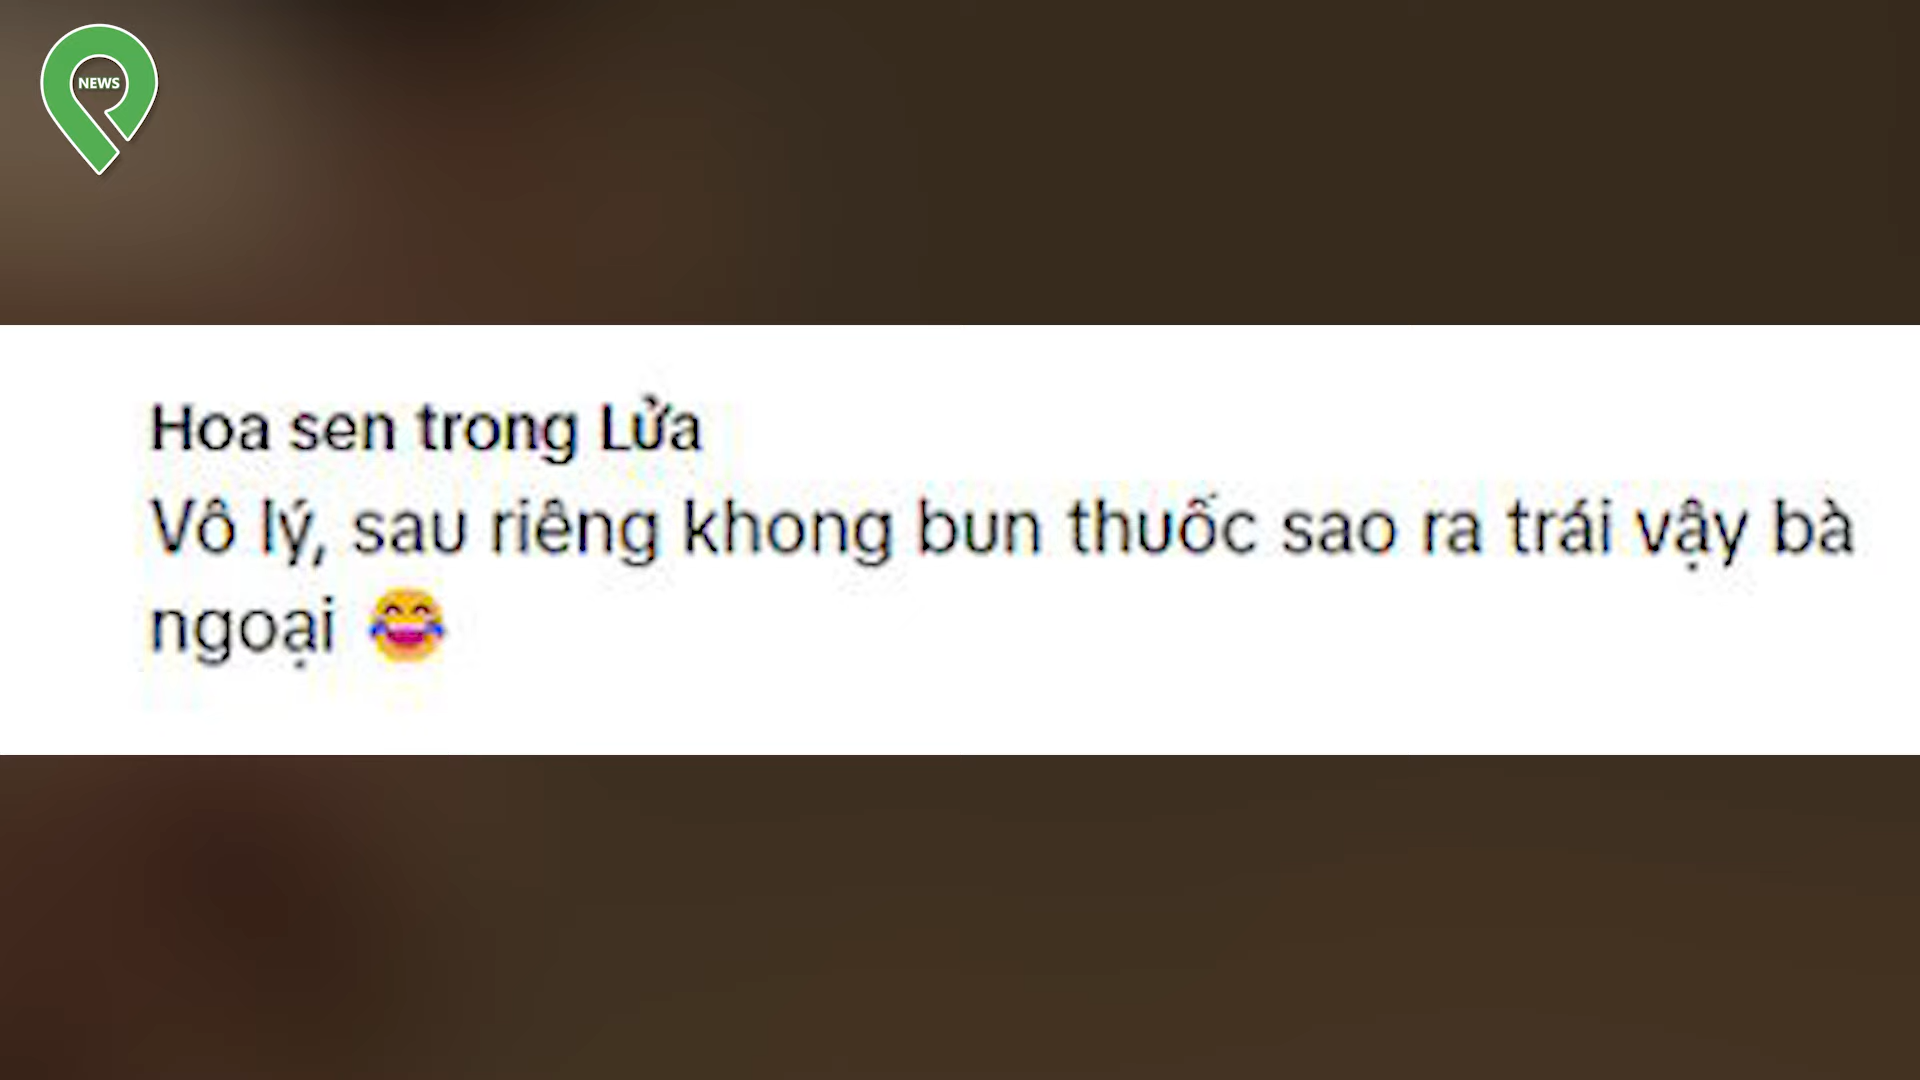 NEWS
Hoa sen trong Lửa
Vô lý, sau riêng khong bun thuốc sao ra trái vậy bà
ngoại 😂